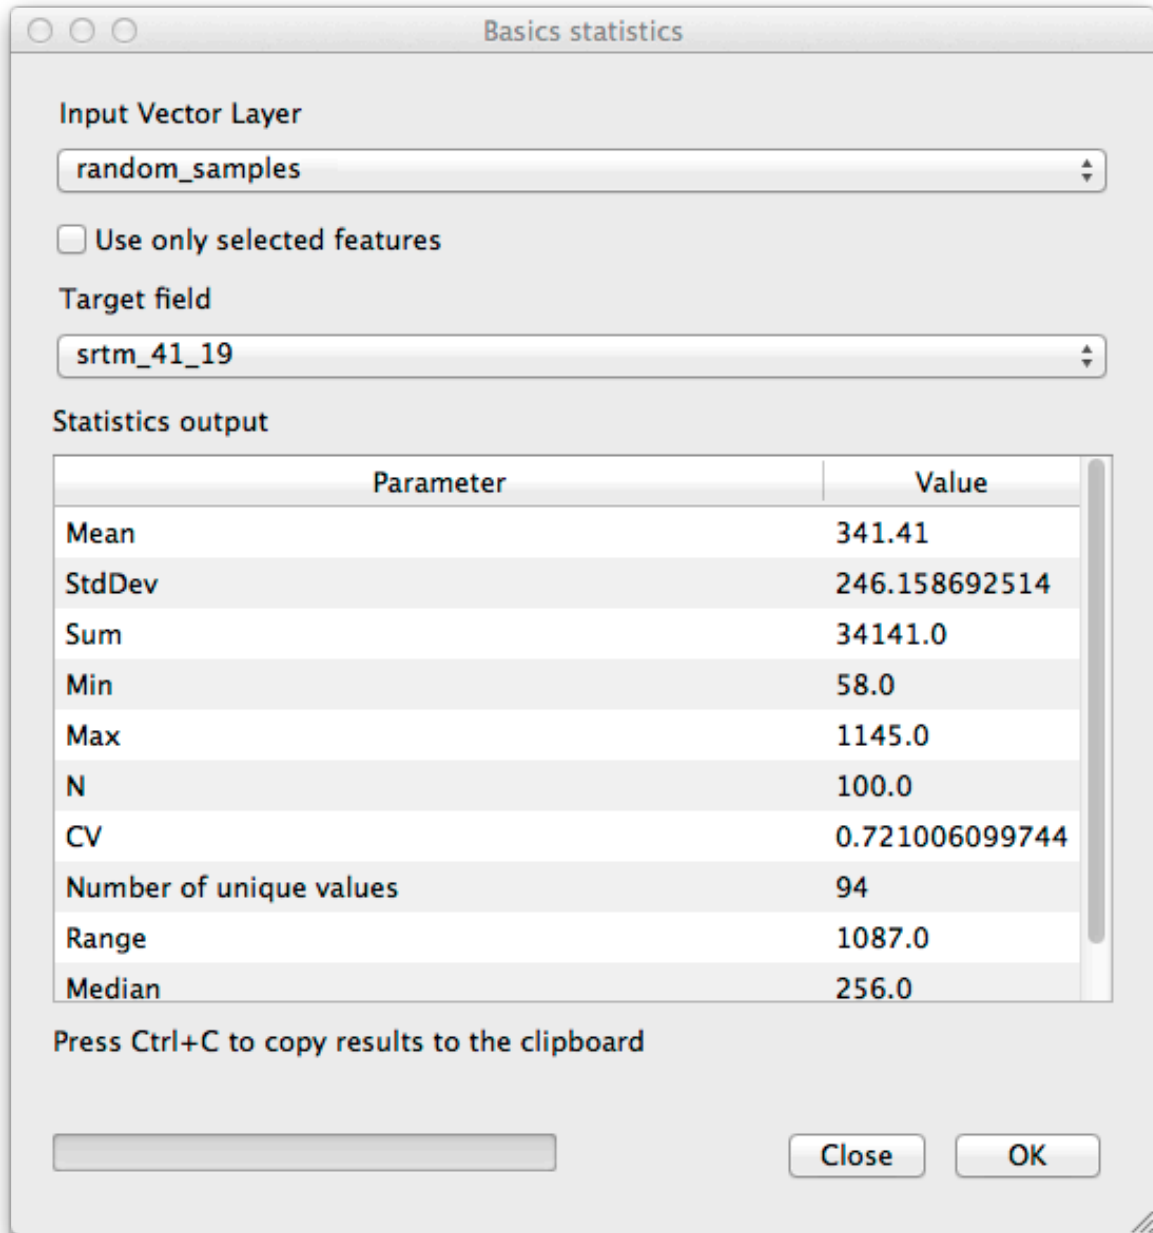 Basics statistics
Input Vector Layer
random_samples
Use only selected features
Target field
srtm_41_19
Statistics output
Parameter Value
Mean 341.41
StdDev 246.158692514
Sum 34141.0
Min 58.0
Max 1145.0
N 100.0
CV 0.721006099744
Number of unique values 94
Range 1087.0
Median 256.0
Press Ctrl+C to copy results to the clipboard
Close OK